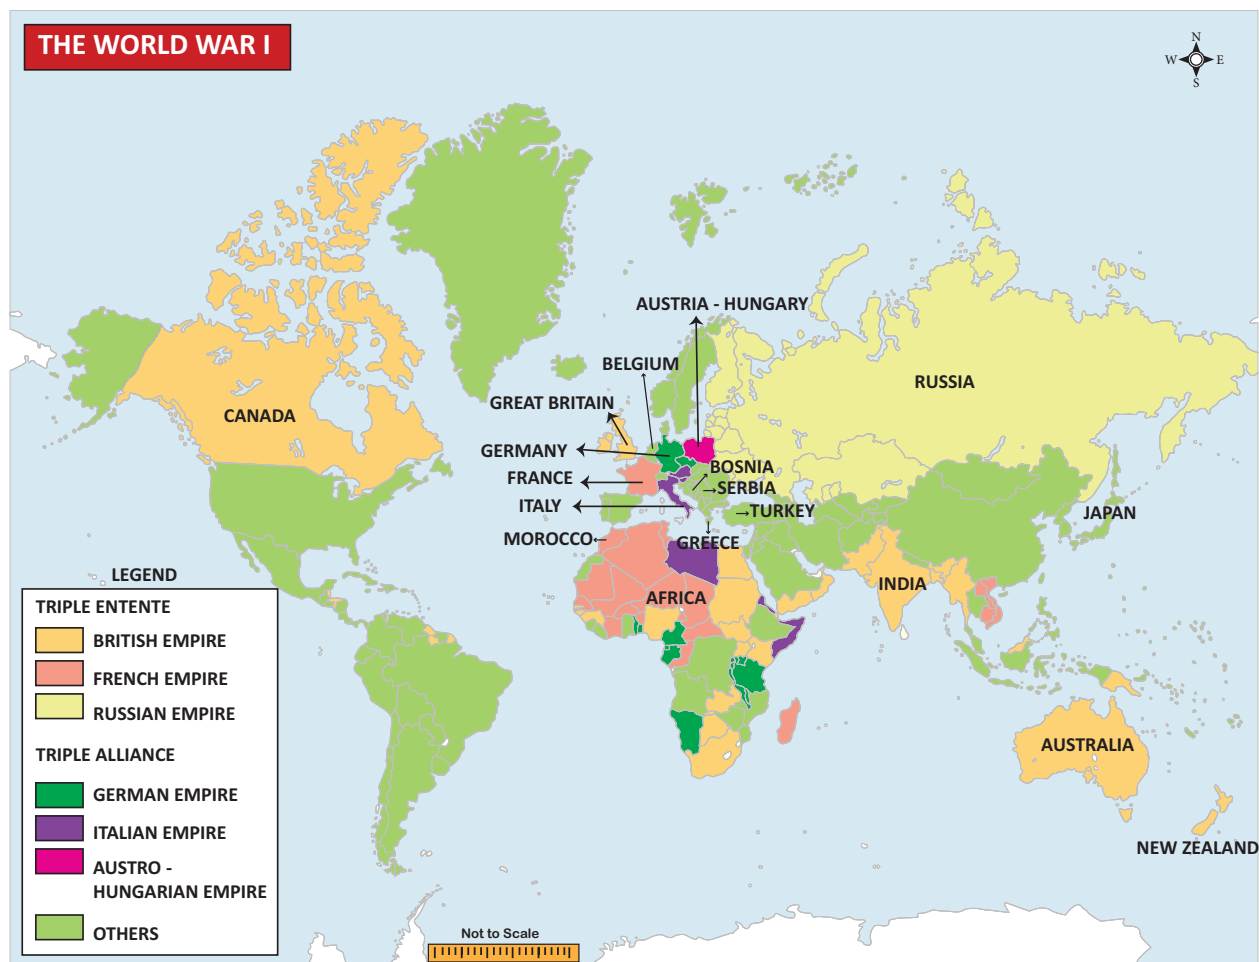 THE WORLD WAR I
N
W
E
S
AUSTRIA - HUNGARY
BELGIUM
RUSSIA
GREAT BRITAIN
CANADA
GERMANY
BOSNIA
FRANCE
SERBIA
ITALY
TURKEY
JAPAN
MOROCCO
GREECE
INDIA
AFRICA
AUSTRALIA
NEW ZEALAND
LEGEND
TRIPLE ENTENTE
BRITISH EMPIRE
FRENCH EMPIRE
RUSSIAN EMPIRE
TRIPLE ALLIANCE
GERMAN EMPIRE
ITALIAN EMPIRE
AUSTRO -
HUNGARIAN EMPIRE
OTHERS
Not to Scale